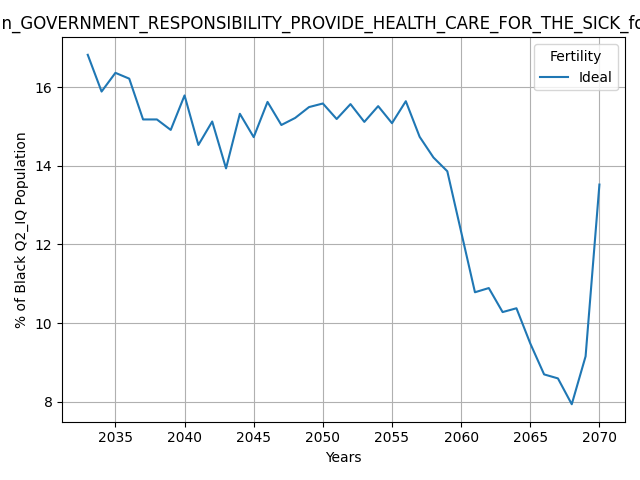 n_GOVERNMENT_RESPONSIBILITY_PROVIDE_HEALTH_CARE_FOR_THE_SICK_fo
Fertility
Ideal
% of Black Q2_IQ Population
16
14
12
10
8
2035 2040 2045 2050 2055 2060 2065 2070
Years